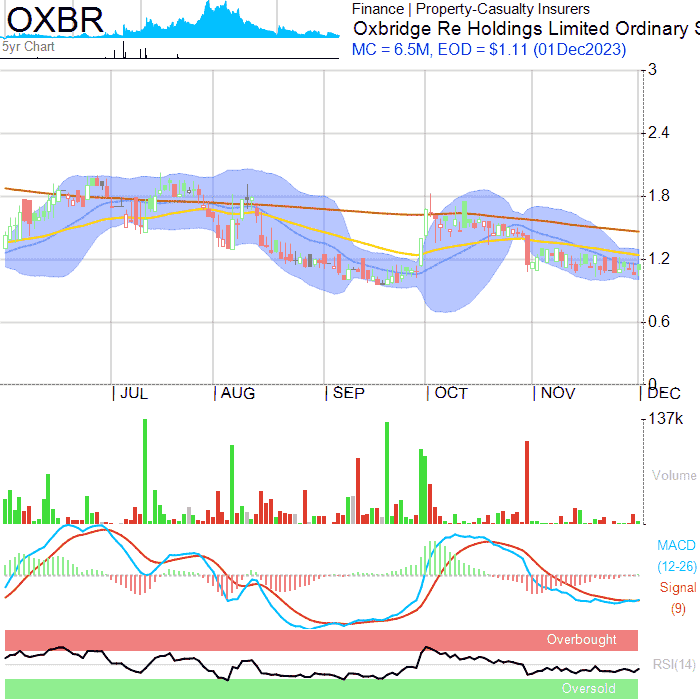 OXBR
5yr Chart
Finance | Property-Casualty Insurers
Oxbridge Re Holdings Limited Ordinary S
MC = 6.5M, EOD = $1.11 (01Dec2023)
3
2.4
1.8
1.2
0.6
0
JUL
AUG
SEP
OCT
NOV
DEC
137k
Volume
MACD
(12-26)
Signal
(9)
Overbought
RSI(14)
Oversold